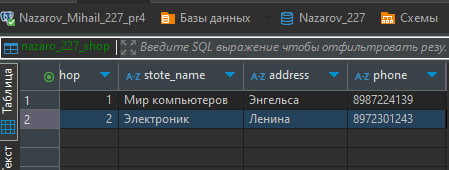 Nazarov_Mihail_227_pr4 Базы данных Nazarov_227 Схемы
nazaro_227_shop Введите SQL выражение чтобы отфильтровать резу.
Таблица
hop A-Z stote_name A-Z address A-Z phone
1 1 Мир компьютеров Энгельса 8987224139
2 2 Электроник Ленина 8972301243
екст